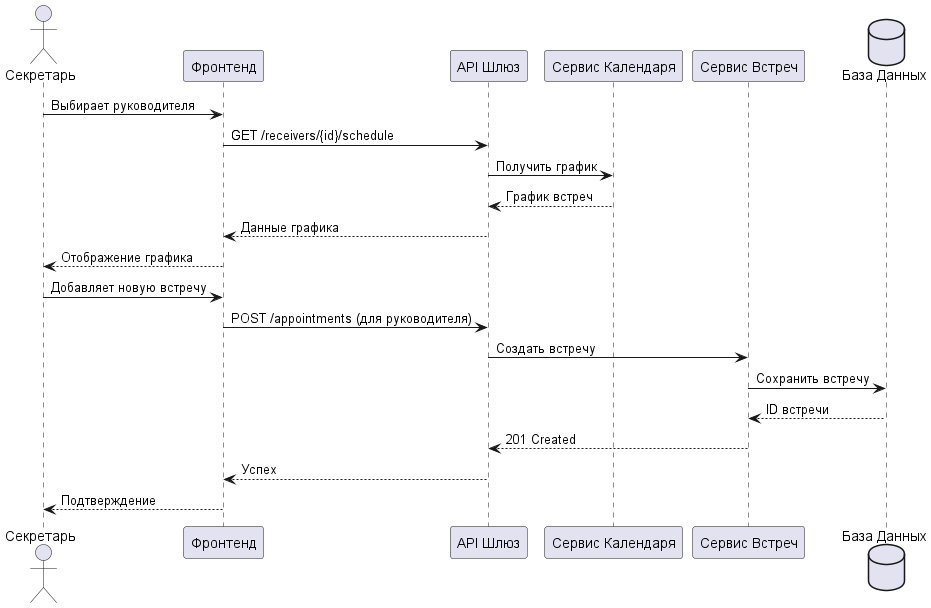 Секретарь
Фронтенд
API Шлюз
Сервис Календаря
Сервис Встреч
База Данных
Выбирает руководителя
GET /receivers/{id}/schedule
Получить график
График встреч
Данные графика
Отображение графика
Добавляет новую встречу
POST /appointments (для руководителя)
Создать встречу
Сохранить встречу
ID встречи
201 Created
Успех
Подтверждение
Секретарь
Фронтенд
API Шлюз
Сервис Календаря
Сервис Встреч
База Данных